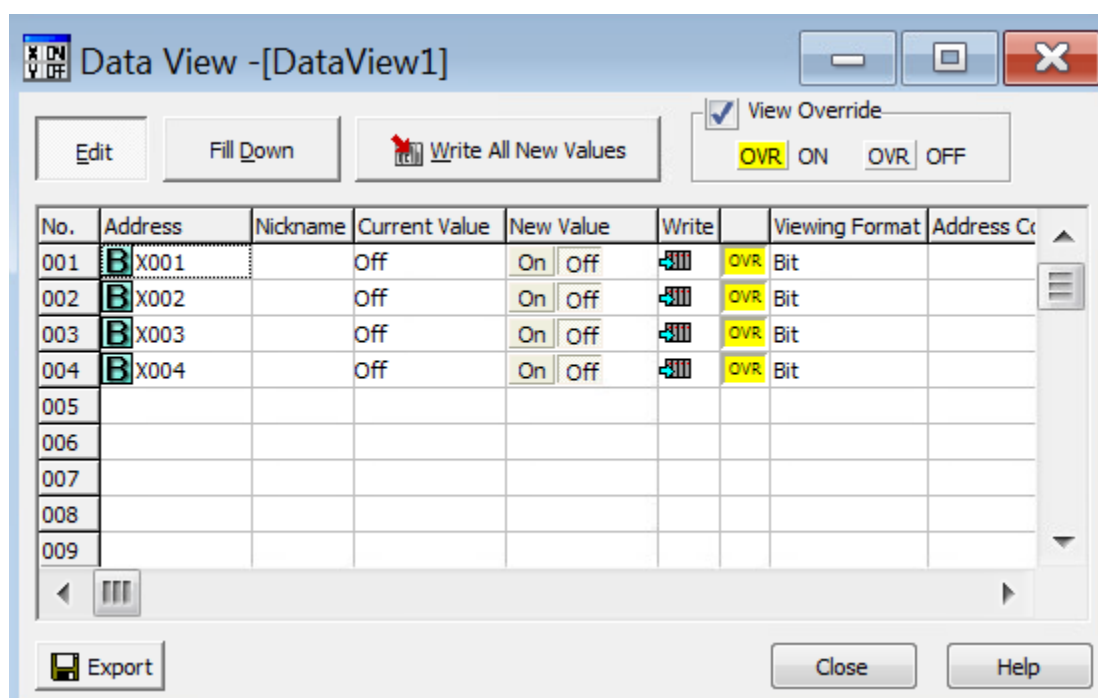 Data View -[DataView1]
Edit Fill Down Write All New Values View Override
OVR ON OVR OFF
No. Address Nickname Current Value New Value Write Viewing Format Address Co
001 B X001 Off On Off OVR Bit
002 B X002 Off On Off OVR Bit
003 B X003 Off On Off OVR Bit
004 B X004 Off On Off OVR Bit
005
006
007
008
009
Export Close Help